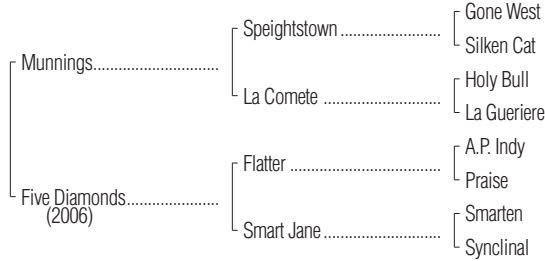 Gone West
Speightstown
Silken Cat
Munnings
Holy Bull
La Comete
La Gueriere
A.P. Indy
Flatter
Praise
Five Diamonds
(2006)
Smarten
Smart Jane
Synclinal